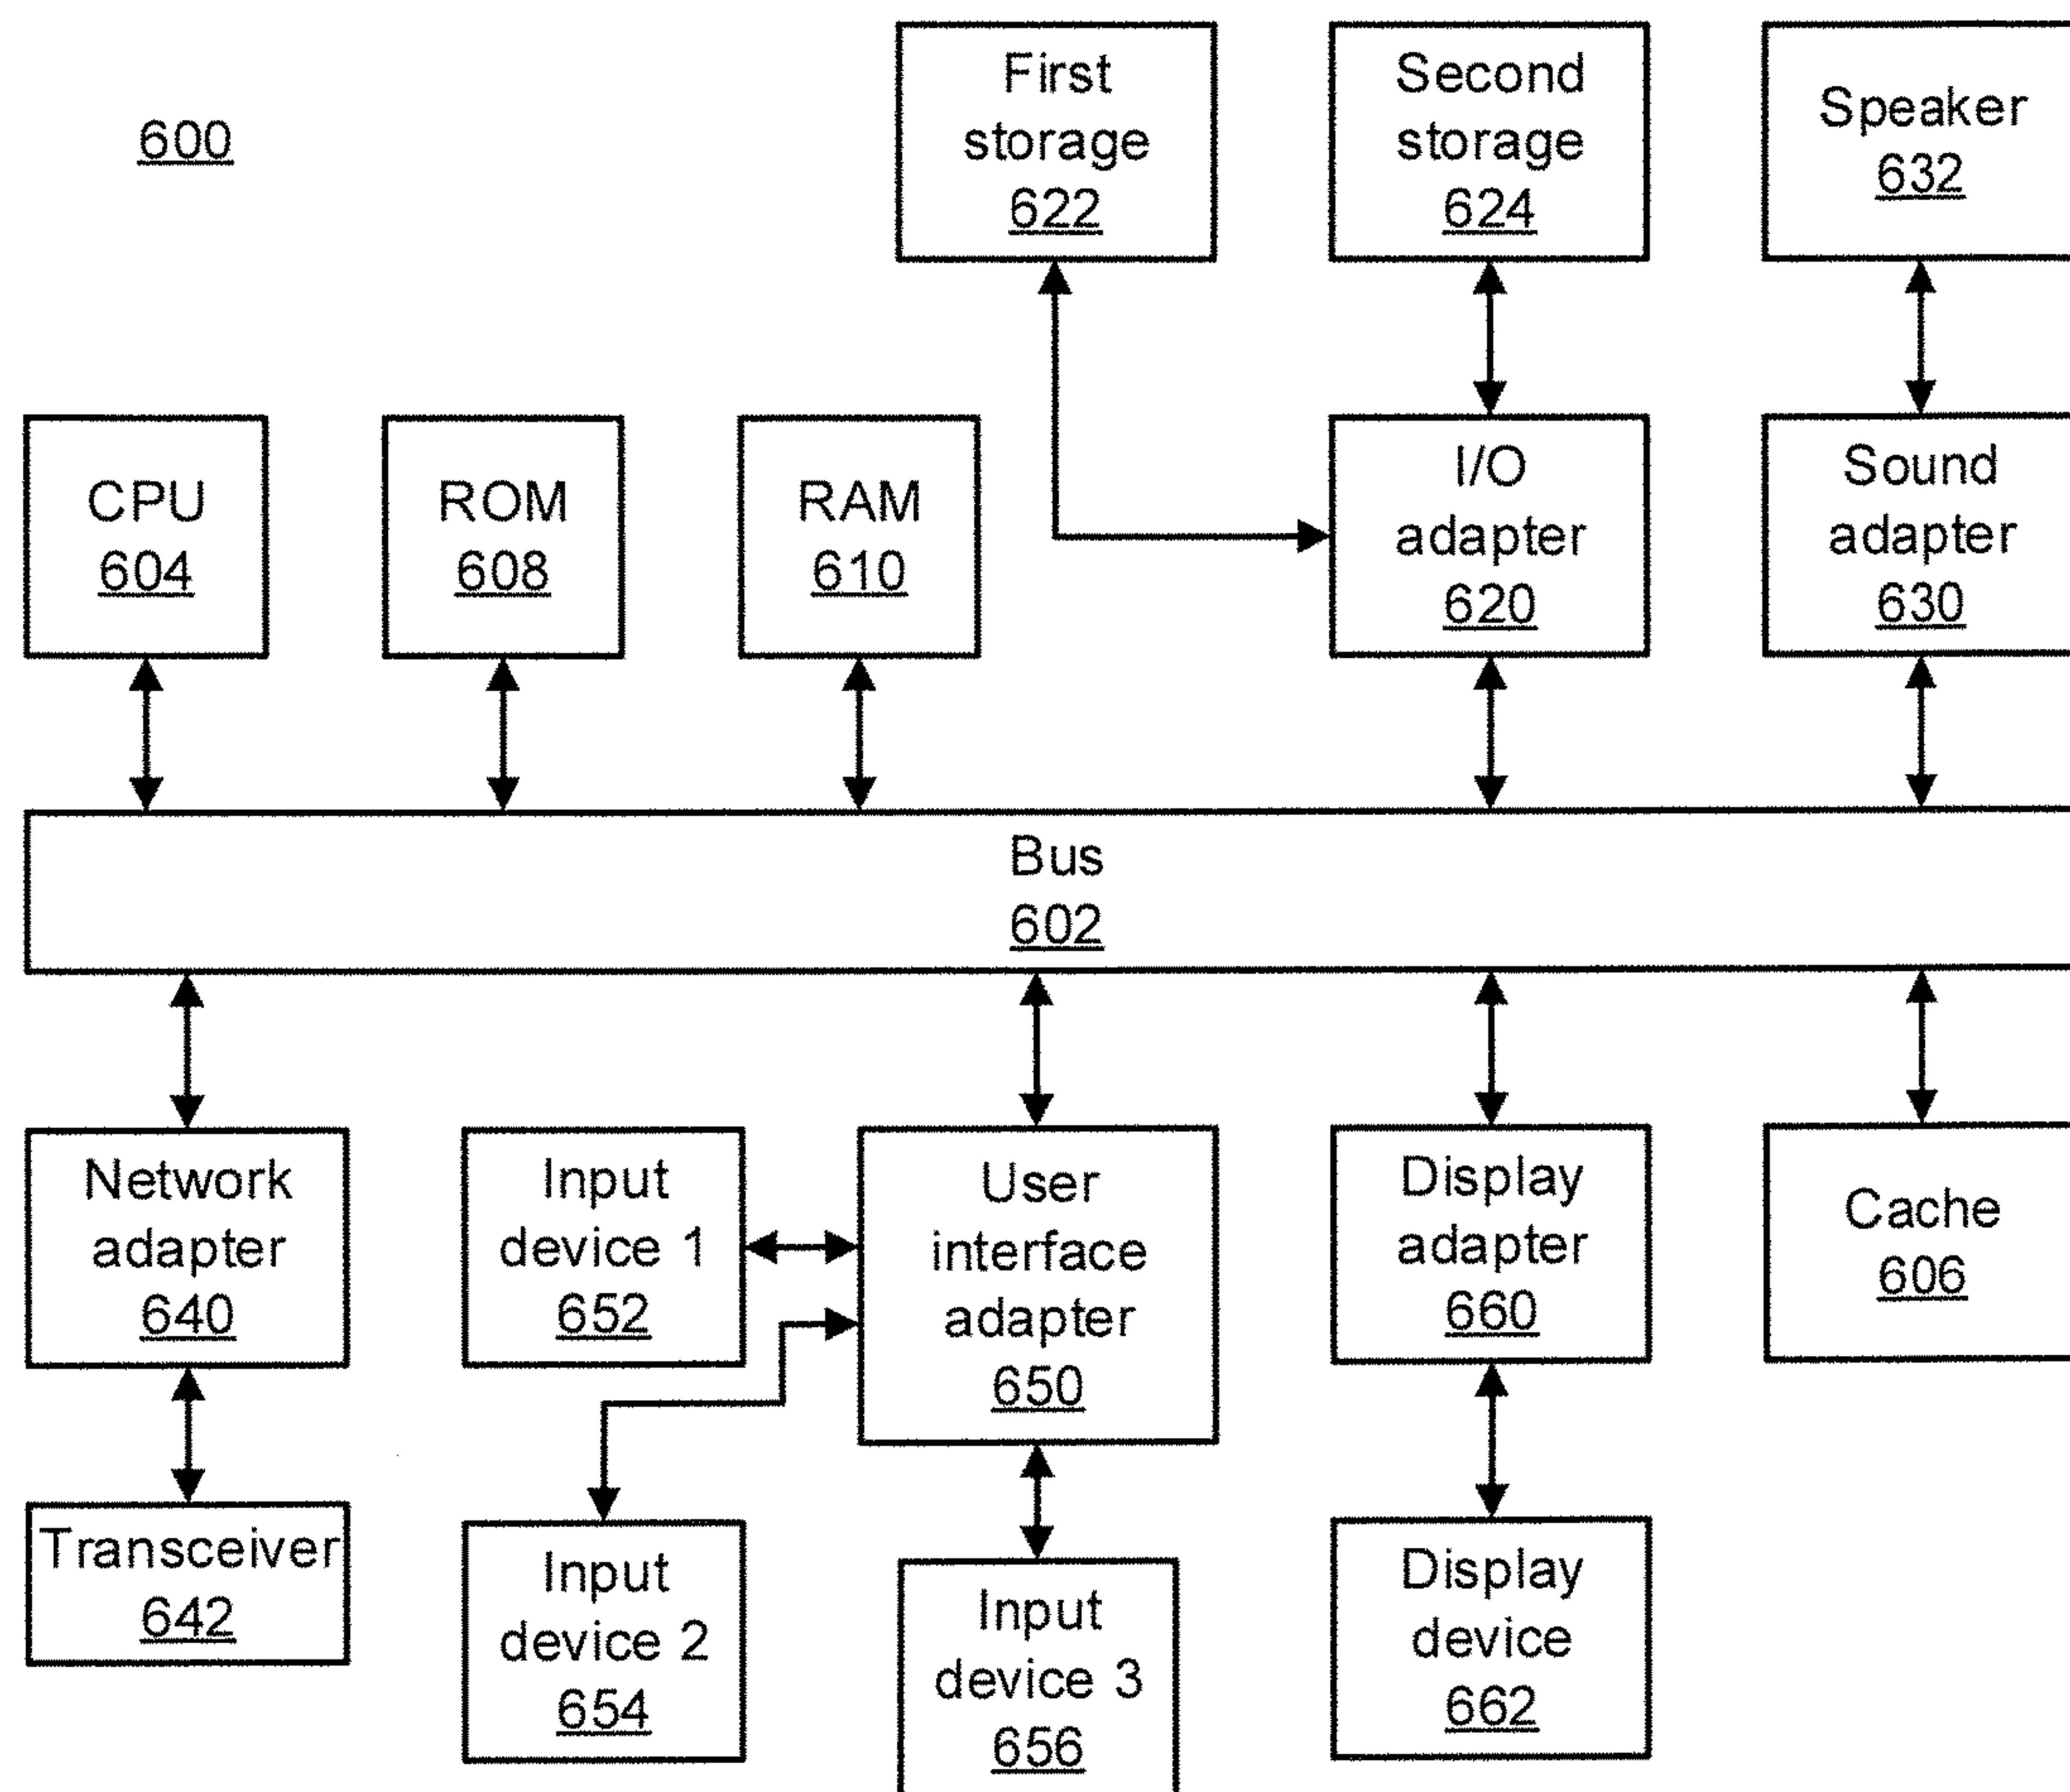 600
First
storage
622
Second
storage
624
Speaker
632
CPU
604
ROM
608
RAM
610
I/O
adapter
620
Sound
adapter
630
Bus
602
Network
adapter
640
Input
device 1
652
User
interface
adapter
650
Display
adapter
660
Cache
606
Transceiver
642
Input
device 2
654
Input
device 3
656
Display
device
662